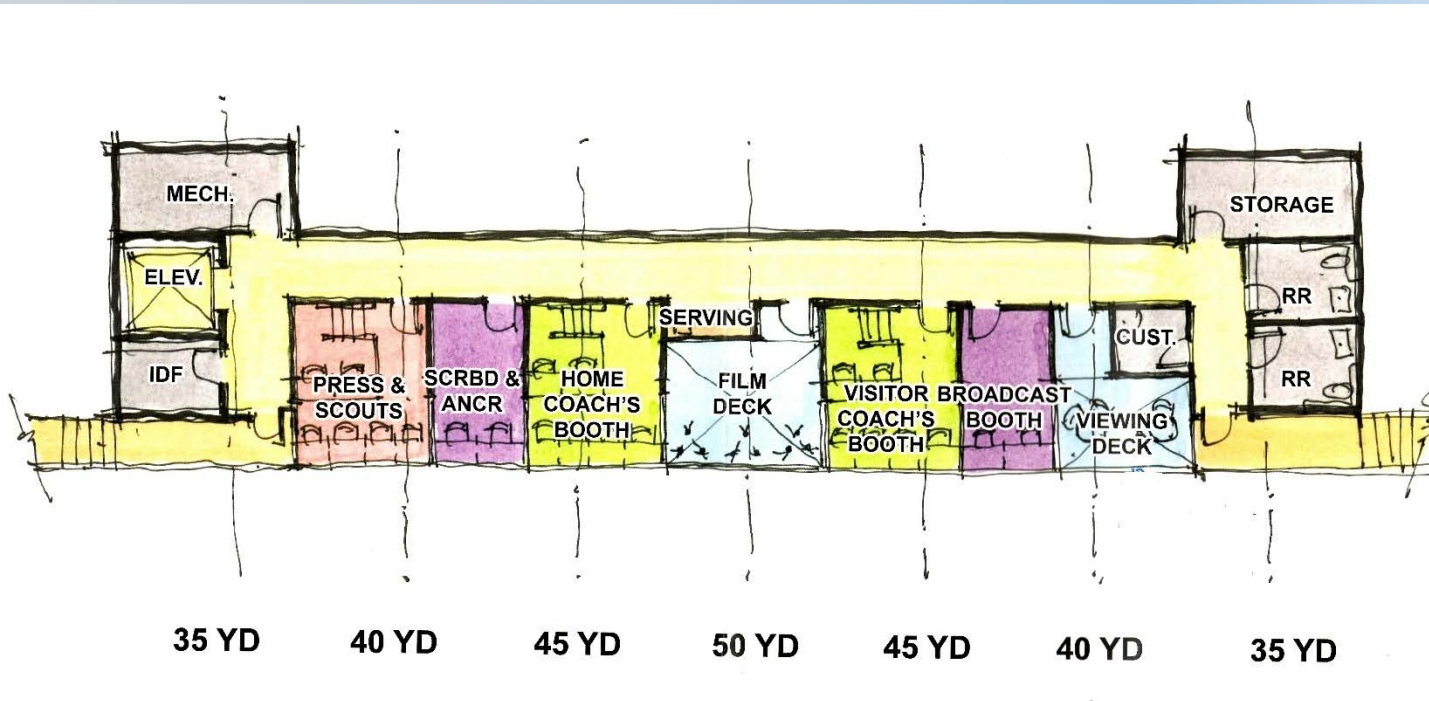 MECH.
STORAGE
ELEV.
RR
SERVING
CUST.
IDF
PRESS &
SCOUTS
SCRBD &
ANCR
HOME
COACH'S
BOOTH
FILM
DECK
VISITOR
COACH'S
BOOTH
BROADCAST
BOOTH
VIEWING
DECK
RR
35 YD
40 YD
45 YD
50 YD
45 YD
40 YD
35 YD